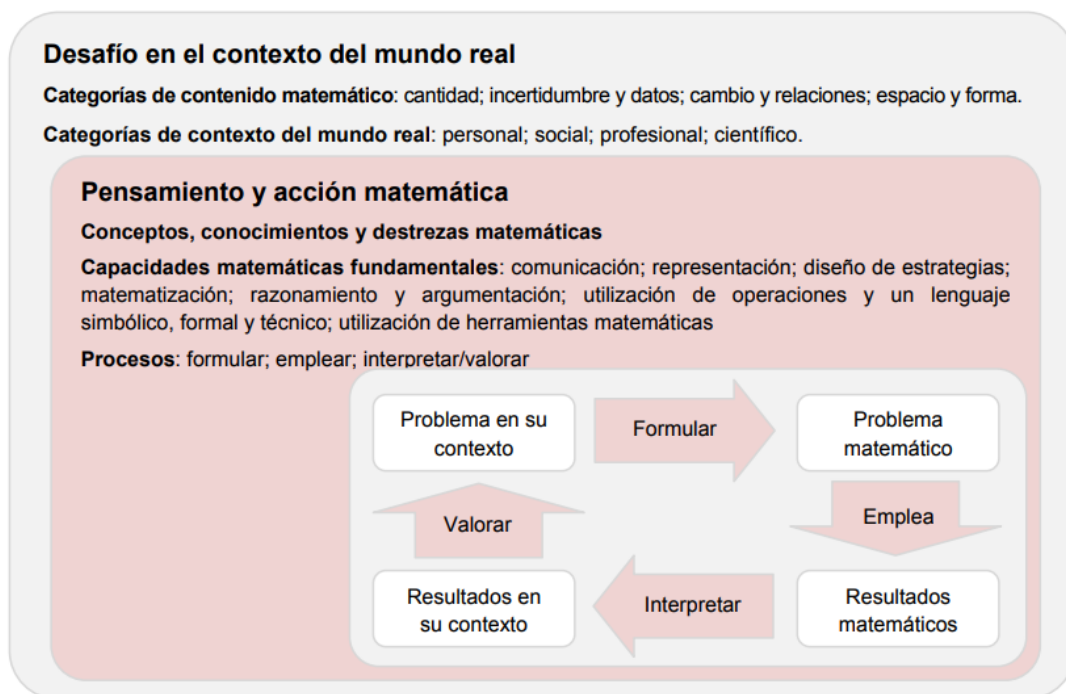 Desafío en el contexto del mundo real
Categorías de contenido matemático: cantidad; incertidumbre y datos; cambio y relaciones; espacio y forma.
Categorías de contexto del mundo real: personal; social; profesional; científico.
Pensamiento y acción matemática
Conceptos, conocimientos y destrezas matemáticas
Capacidades matemáticas fundamentales: comunicación; representación; diseño de estrategias;
matematización; razonamiento y argumentación; utilización de operaciones y un lenguaje
simbólico, formal y técnico; utilización de herramientas matemáticas
Procesos: formular; emplear; interpretar/valorar
Problema en su
contexto
Formular
Problema
matemático
Valorar
Emplea
Resultados en
su contexto
Interpretar
Resultados
matemáticos